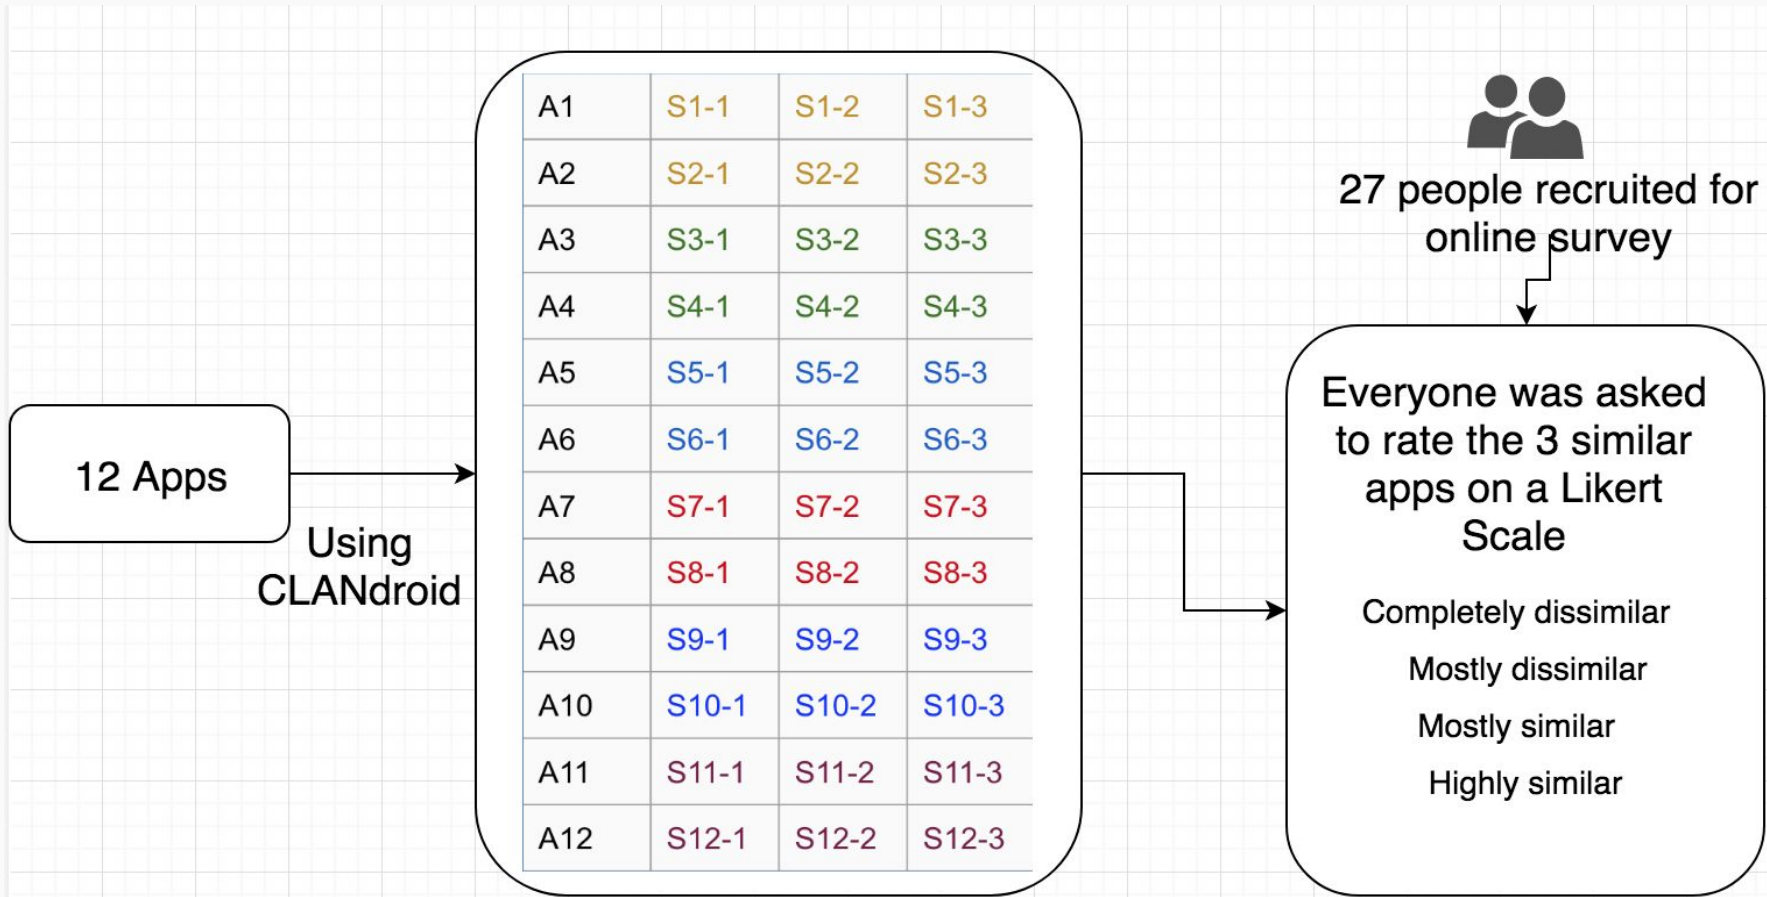 12 Apps
Using
CLANdroid
A1 S1-1 S1-2 S1-3
A2 S2-1 S2-2 S2-3
A3 S3-1 S3-2 S3-3
A4 S4-1 S4-2 S4-3
A5 S5-1 S5-2 S5-3
A6 S6-1 S6-2 S6-3
A7 S7-1 S7-2 S7-3
A8 S8-1 S8-2 S8-3
A9 S9-1 S9-2 S9-3
A10 S10-1 S10-2 S10-3
A11 S11-1 S11-2 S11-3
A12 S12-1 S12-2 S12-3
27 people recruited for
online survey
Everyone was asked
to rate the 3 similar
apps on a Likert
Scale
Completely dissimilar
Mostly dissimilar
Mostly similar
Highly similar